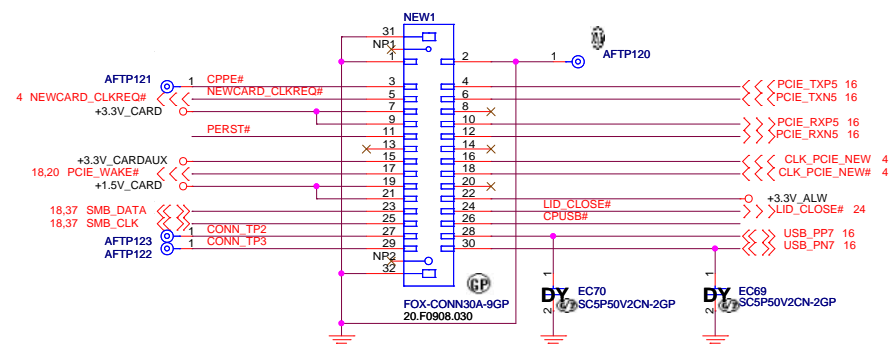 NEW1
31
NP1
1 2 1 AFTP120
AFTP121 1 CPPE# 3 4 PCIE_TXP5 16
4 NEWCARD_CLKREQ# NEWCARD_CLKREQ# 5 6 PCIE_TXN5 16
+3.3V_CARD 7 8
9 10 PCIE_RXP5 16
PERST# 11 12 PCIE_RXN5 16
13 14
+3.3V_CARDAUX 15 16 CLK_PCIE_NEW 4
18,20 PCIE_WAKE# 17 18 CLK_PCIE_NEW# 4
+1.5V_CARD 19 20
21 22 +3.3V_ALW
18,37 SMB_DATA 23 24 LID_CLOSE# LID_CLOSE# 24
18,37 SMB_CLK 25 26 CPUSB#
AFTP123 1 CONN_TP2 27 28 USB_PP7 16
AFTP122 1 CONN_TP3 29 30 USB_PN7 16
NP2
32
GP
FOX-CONN30A-9GP
20.F0908.030
1 DY 2 EC70
SC5P50V2CN-2GP
1 DY 2 EC69
SC5P50V2CN-2GP